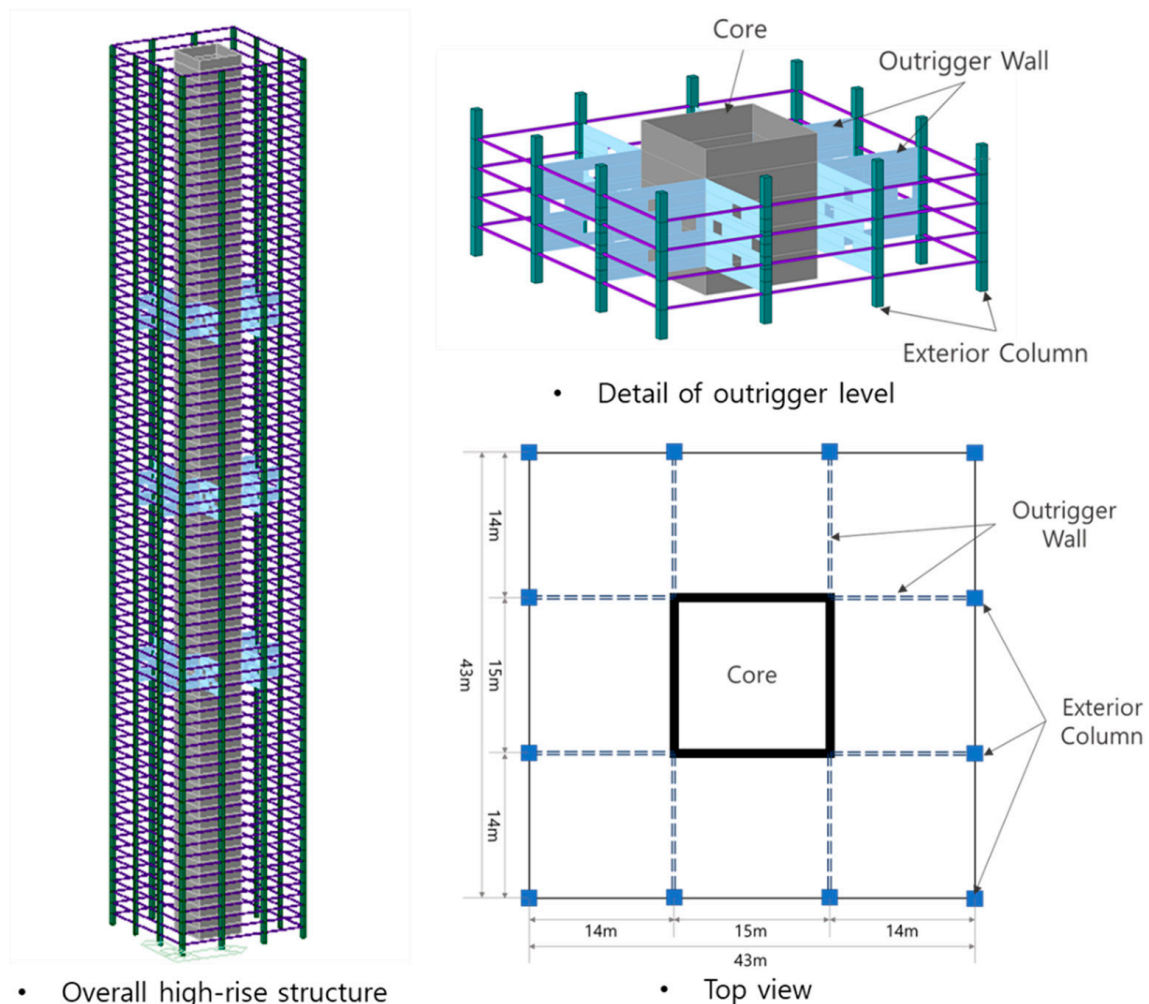 Core
Outrigger Wall
Exterior Column
• Detail of outrigger level
14m
15m
43m
14m
Core
Outrigger
Wall
Exterior
Column
14m
15m
14m
43m
• Overall high-rise structure
• Top view